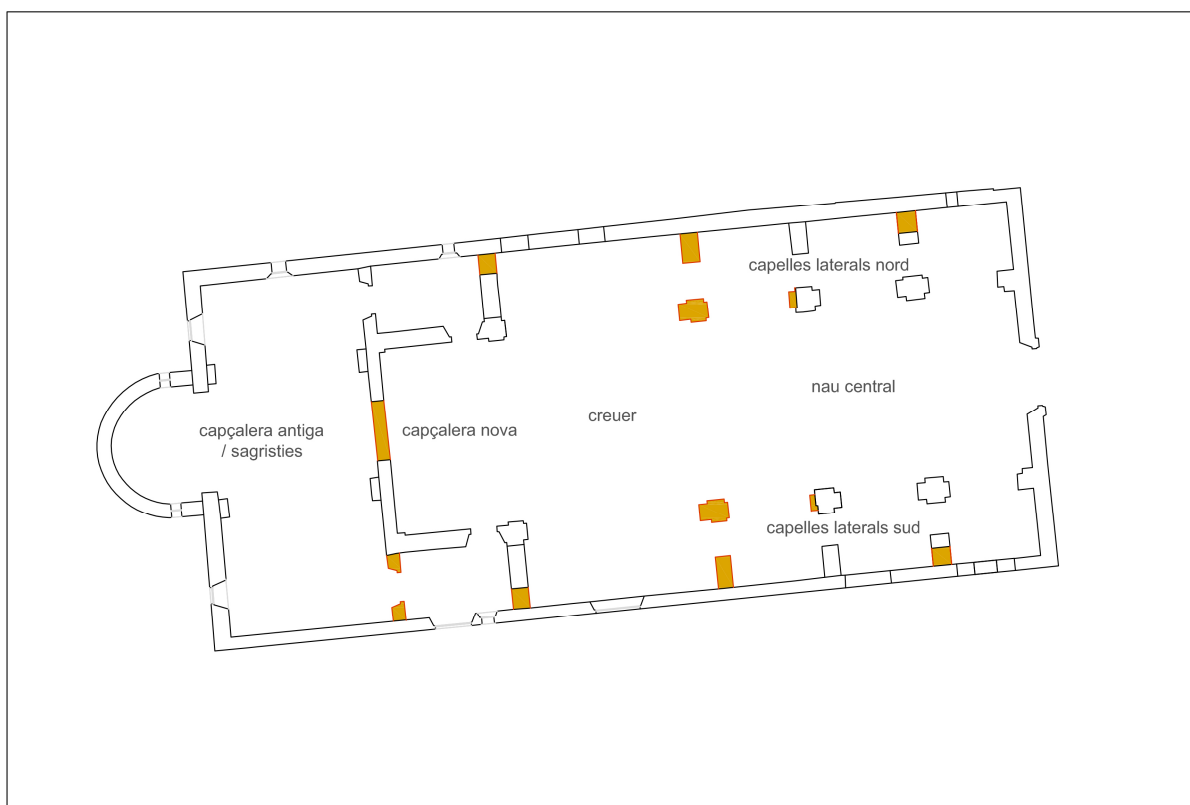 capelles laterals nord
nau central
creuer
capçalera antiga
/ sagristies
capçalera nova
capelles laterals sud